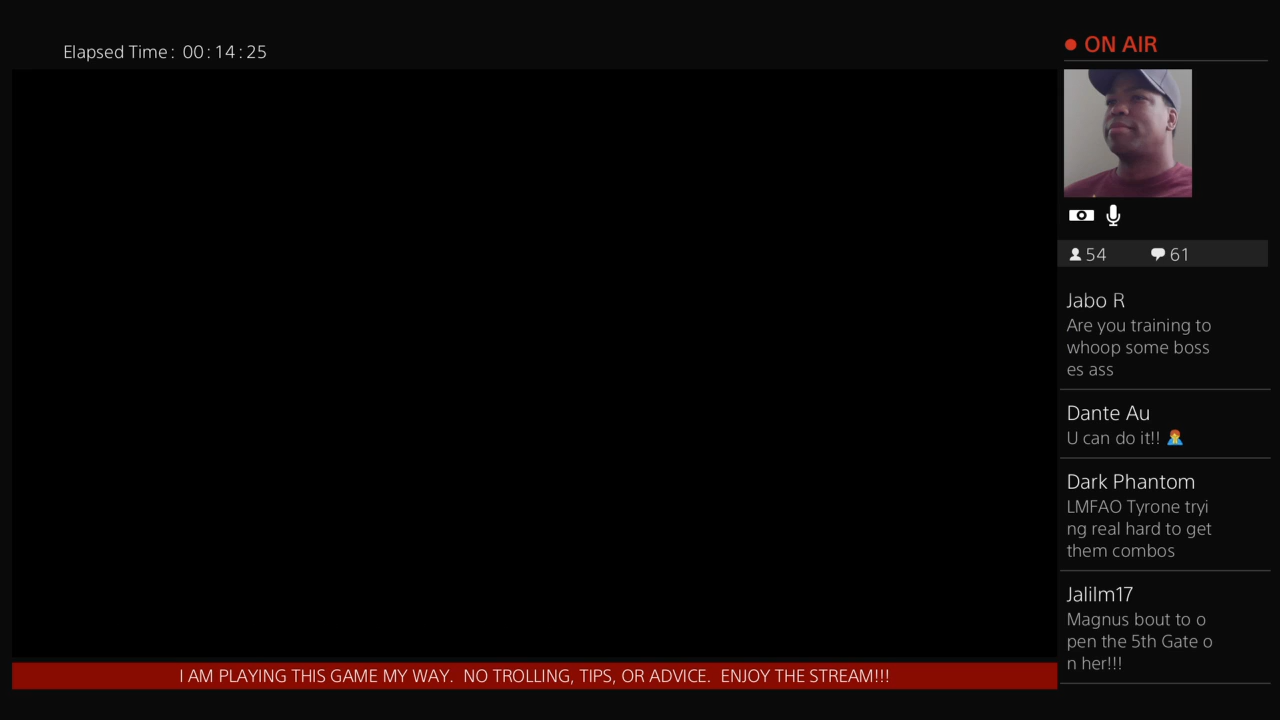 Elapsed Time: 00:14:25
ON AIR
54 61
Jabo R
Are you training to
whoop some boss
es ass
Dante Au
U can do it!! 🤦
Dark Phantom
LMFAO Tyrone tryi
ng real hard to get
them combos
Jalilm17
Magnus bout to o
pen the 5th Gate o
n her!!!
I AM PLAYING THIS GAME MY WAY. NO TROLLING, TIPS, OR ADVICE. ENJOY THE STREAM!!!